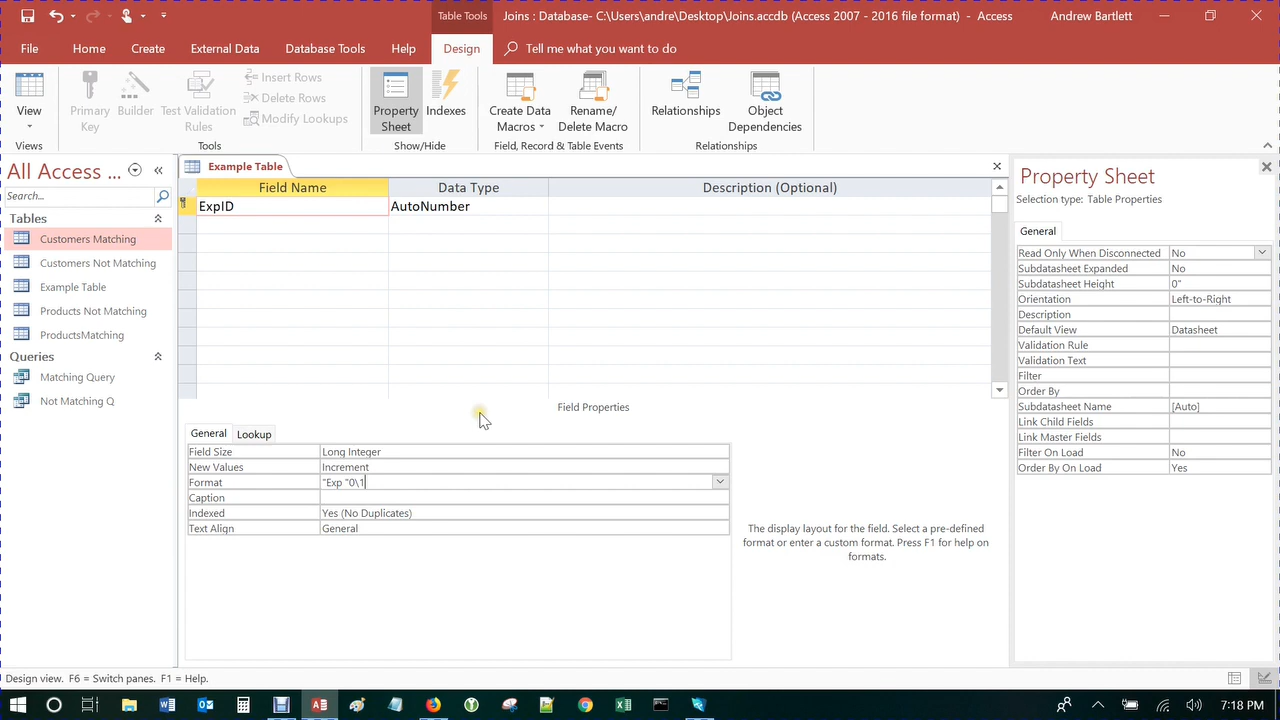 Table Tools
Joins : Database- C:\Users\andre\Desktop\Joins.accdb (Access 2007 - 2016 file format) - Access
Andrew Bartlett
File
Home
Create
External Data
Database Tools
Help
Design
Tell me what you want to do
View
Primary
Key
Builder
Test Validation
Rules
Insert Rows
Delete Rows
Modify Lookups
Property
Sheet
Indexes
Create Data
Macros
Rename/
Delete Macro
Relationships
Object
Dependencies
Views
Tools
Show/Hide
Field, Record & Table Events
Relationships
All Access ...
Search...
Tables
Customers Matching
Customers Not Matching
Example Table
Products Not Matching
ProductsMatching
Queries
Matching Query
Not Matching Q
Example Table
Field Name
Data Type
Description (Optional)
ExpID
AutoNumber
Field Properties
General
Lookup
Field Size
Long Integer
New Values
Increment
Format
"Exp "0\1
Caption
Indexed
Yes (No Duplicates)
Text Align
General
The display layout for the field. Select a pre-defined
format or enter a custom format. Press F1 for help on
formats.
Property Sheet
Selection type: Table Properties
General
Read Only When Disconnected
No
Subdatasheet Expanded
No
Subdatasheet Height
0"
Orientation
Left-to-Right
Description
Default View
Datasheet
Validation Rule
Validation Text
Filter
Order By
Subdatasheet Name
[Auto]
Link Child Fields
Link Master Fields
Filter On Load
No
Order By On Load
Yes
Design view. F6 = Switch panes. F1 = Help.
7:18 PM